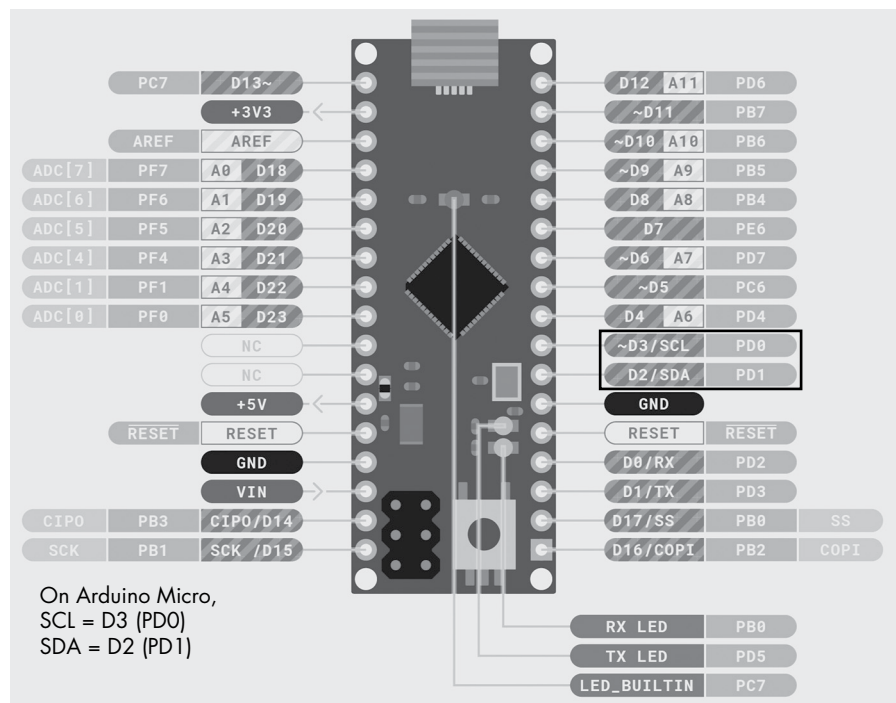 PC7 D13~ D12 A11 PD6
+3V3 ~D11 PB7
AREF AREF ~D10 A10 PB6
ADC[7] PF7 A0 D18 ~D9 A9 PB5
ADC[6] PF6 A1 D19 D8 A8 PB4
ADC[5] PF5 A2 D20 D7 PE6
ADC[4] PF4 A3 D21 ~D6 A7 PD7
ADC[1] PF1 A4 D22 ~D5 PC6
ADC[0] PF0 A5 D23 D4 A6 PD4
NC ~D3/SCL PD0
NC D2/SDA PD1
+5V GND
RESET RESET RESET RESET
GND D0/RX PD2
VIN D1/TX PD3
CIPO PB3 CIPO/D14 D17/SS PB0 SS
SCK PB1 SCK /D15 D16/COPI PB2 COPI
On Arduino Micro,
SCL = D3 (PD0)
SDA = D2 (PD1)
RX LED PB0
TX LED PD5
LED_BUILTIN PC7